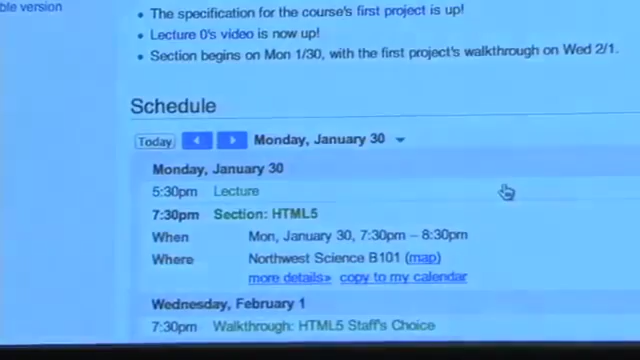 ble version
The specification for the course's first project is up!
Lecture 0's video is now up!
Section begins on Mon 1/30, with the first project's walkthrough on Wed 2/1.
Schedule
Today Monday, January 30
Monday, January 30
5:30pm Lecture
7:30pm Section: HTML5
When Mon, January 30, 7:30pm – 8:30pm
Where Northwest Science B101 (map)
more details» copy to my calendar
Wednesday, February 1
7:30pm Walkthrough: HTML5 Staff's Choice